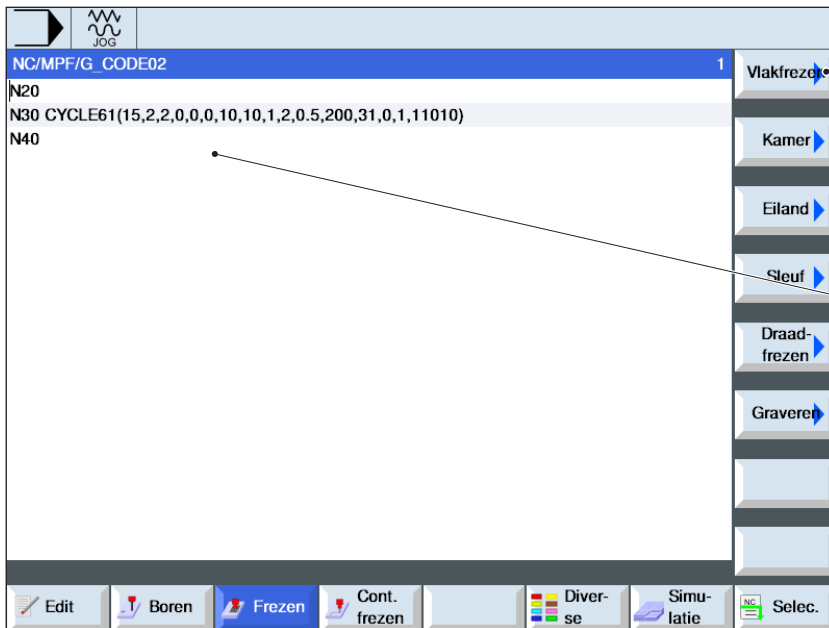 JOG
NC/MPF/G_CODE02 1
N20
N30 CYCLE61(15,2,2,0,0,0,10,10,1,2,0.5,200,31,0,1,11010)
N40
Vlakfrezen
Kamer
Eiland
Sleuf
Draad-
frezen
Graveren
Edit
Boren
Frezen
Cont.
frezen
Diver-
se
Simu-
latie
NC
Selec.